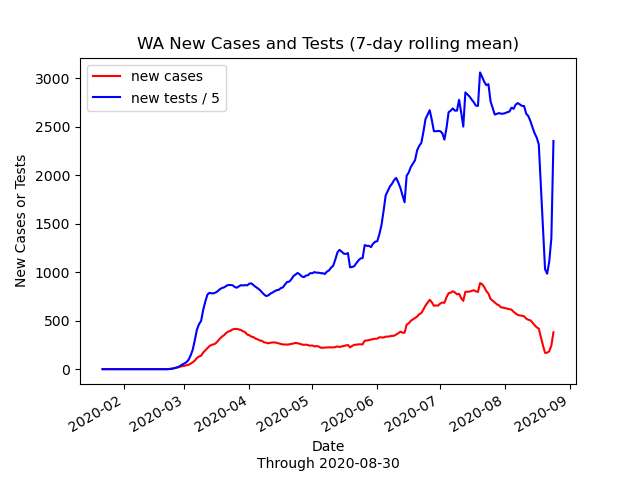 WA New Cases and Tests (7-day rolling mean)
new cases
new tests / 5
New Cases or Tests
3000
2500
2000
1500
1000
500
0
2020-02
2020-03
2020-04
2020-05
2020-06
2020-07
2020-08
2020-09
Date
Through 2020-08-30